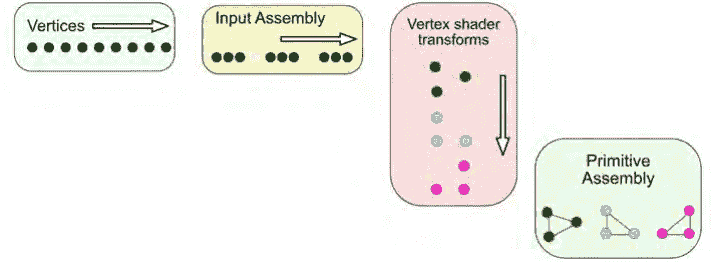 Vertices
Input Assembly
Vertex shader
transforms
Primitive
Assembly